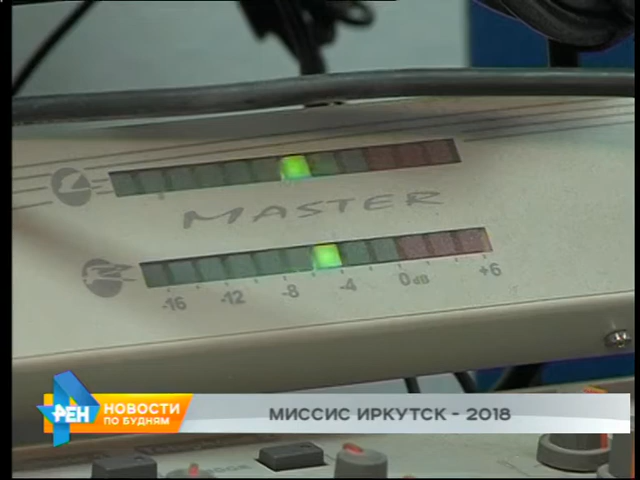 MASTER
-16 -12 -8 -4 0dB +6
РЕН НОВОСТИ ПО БУДНЯМ
МИССИС ИРКУТСК - 2018